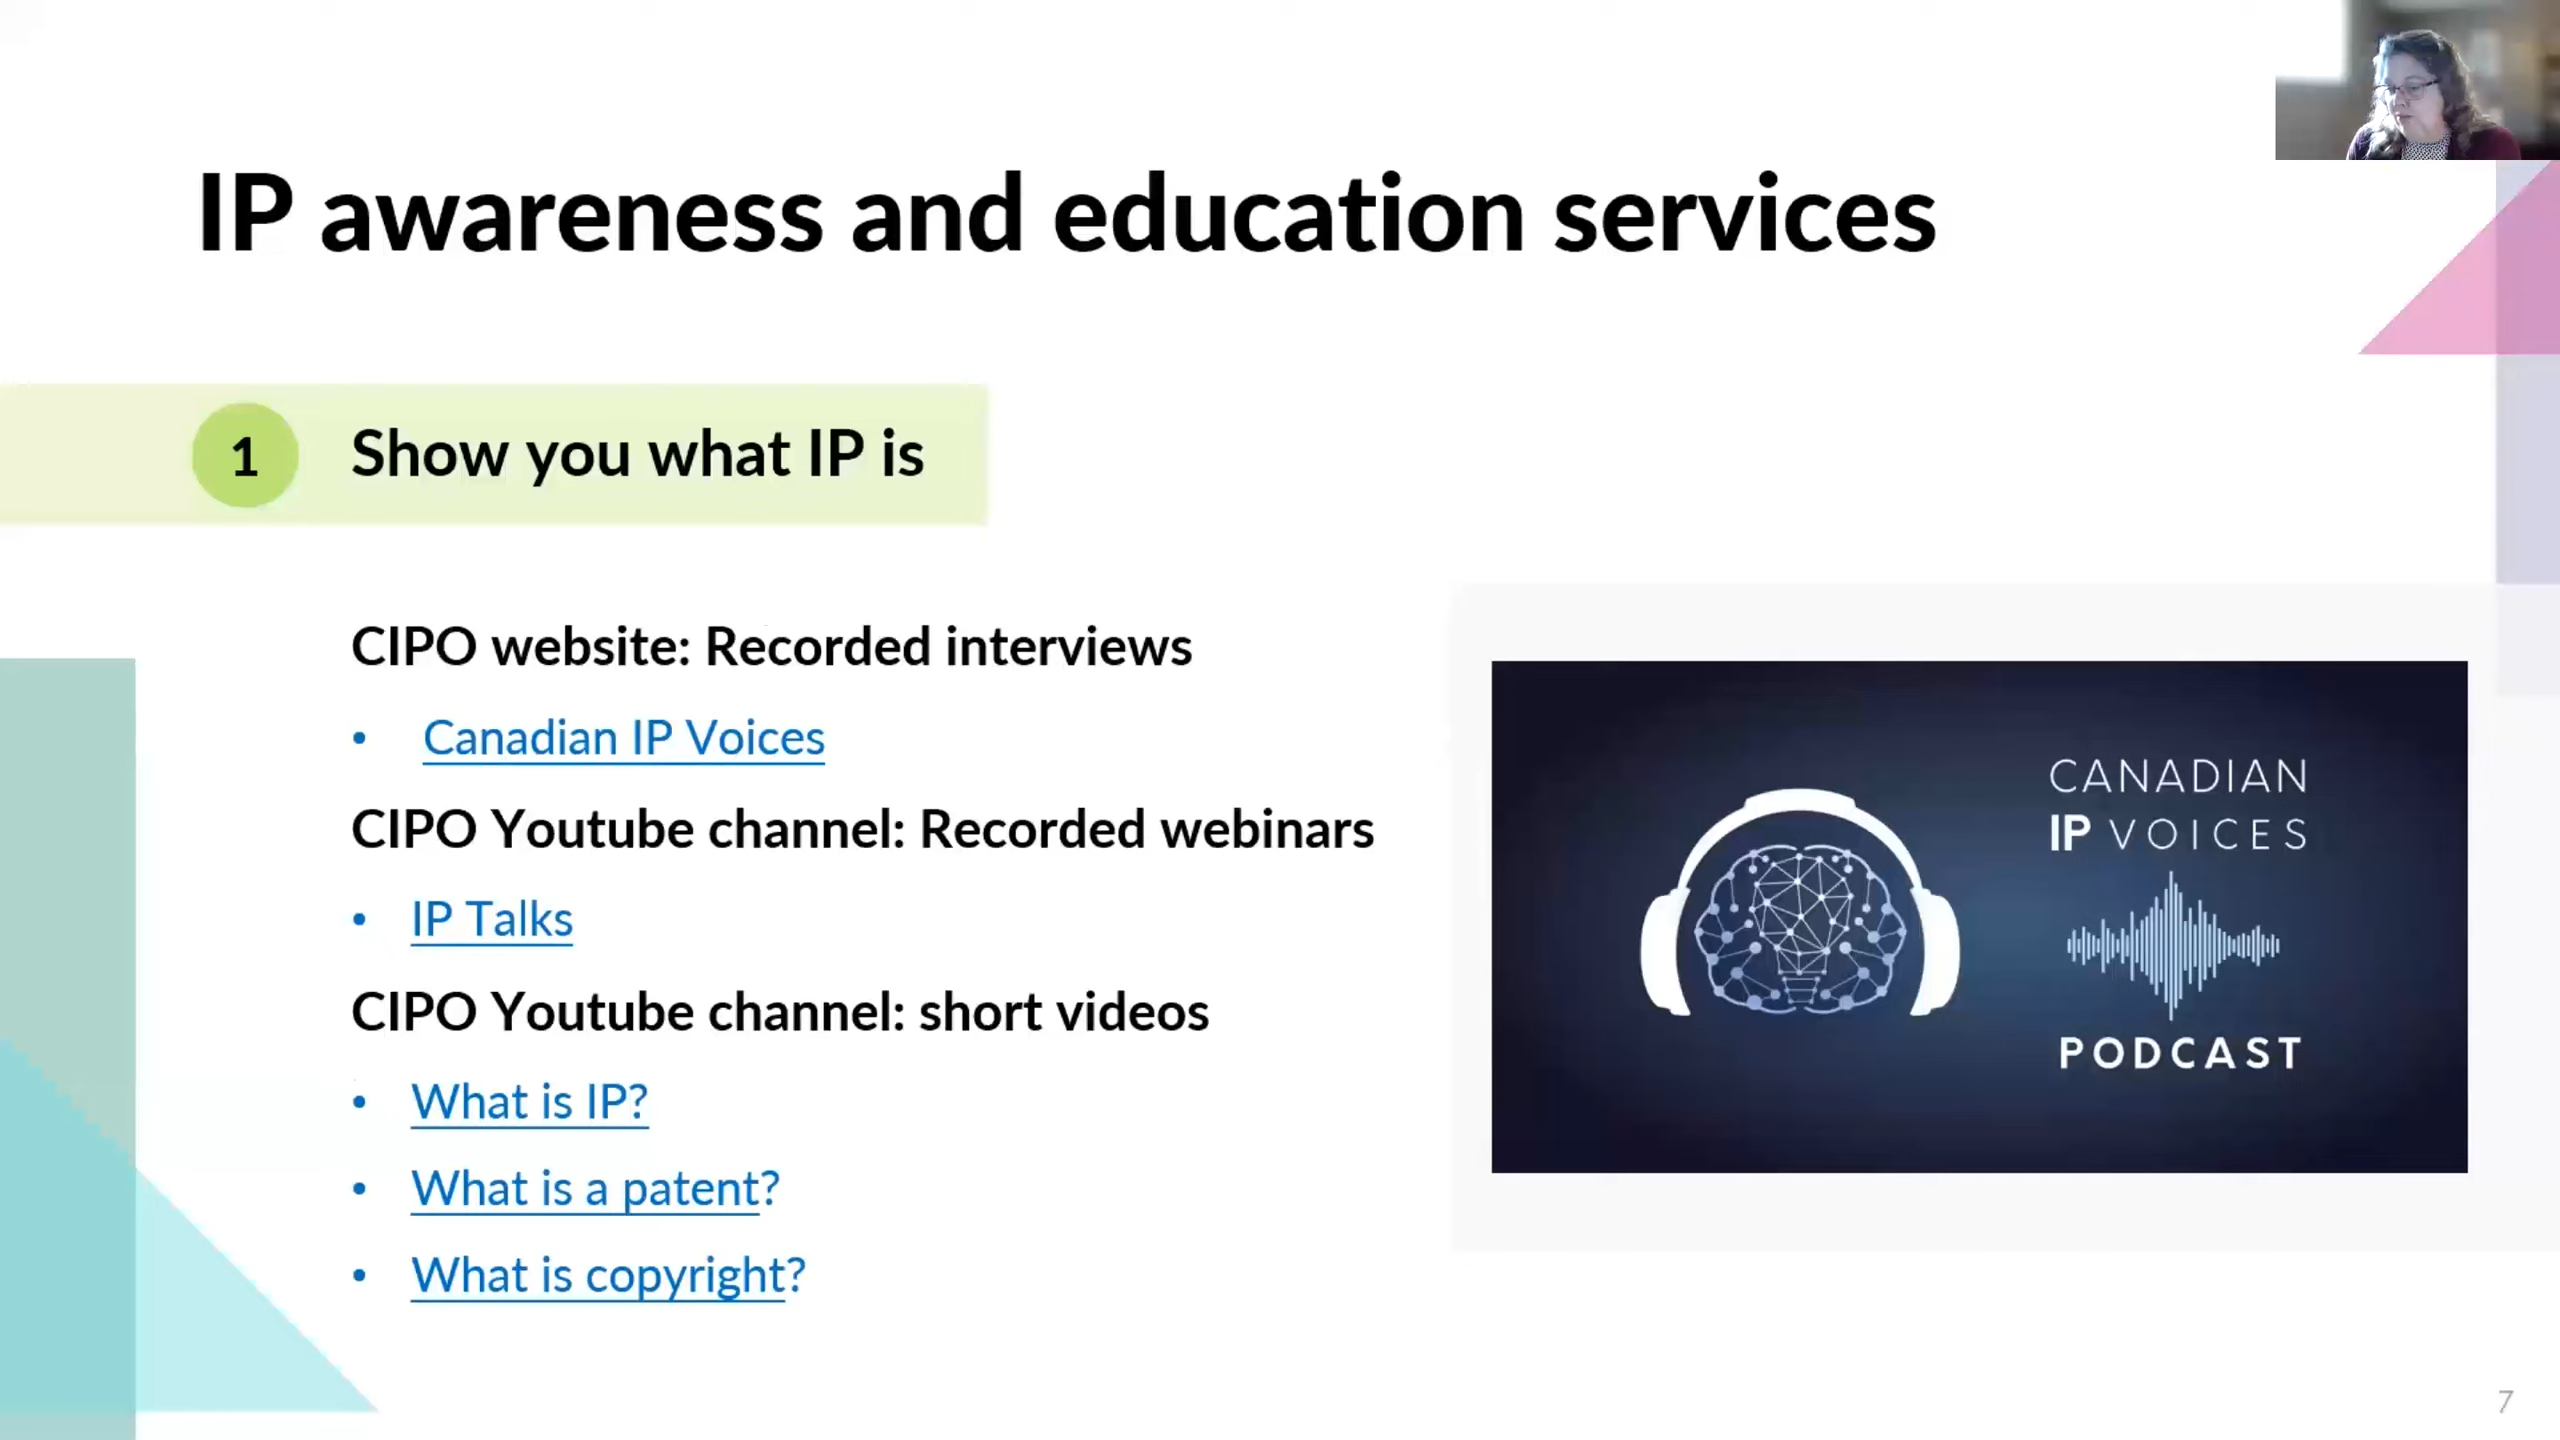 IP awareness and education services
1 Show you what IP is
CIPO website: Recorded interviews
• Canadian IP Voices
CIPO Youtube channel: Recorded webinars
• IP Talks
CIPO Youtube channel: short videos
• What is IP?
• What is a patent?
• What is copyright?
CANADIAN
IP VOICES
PODCAST
7